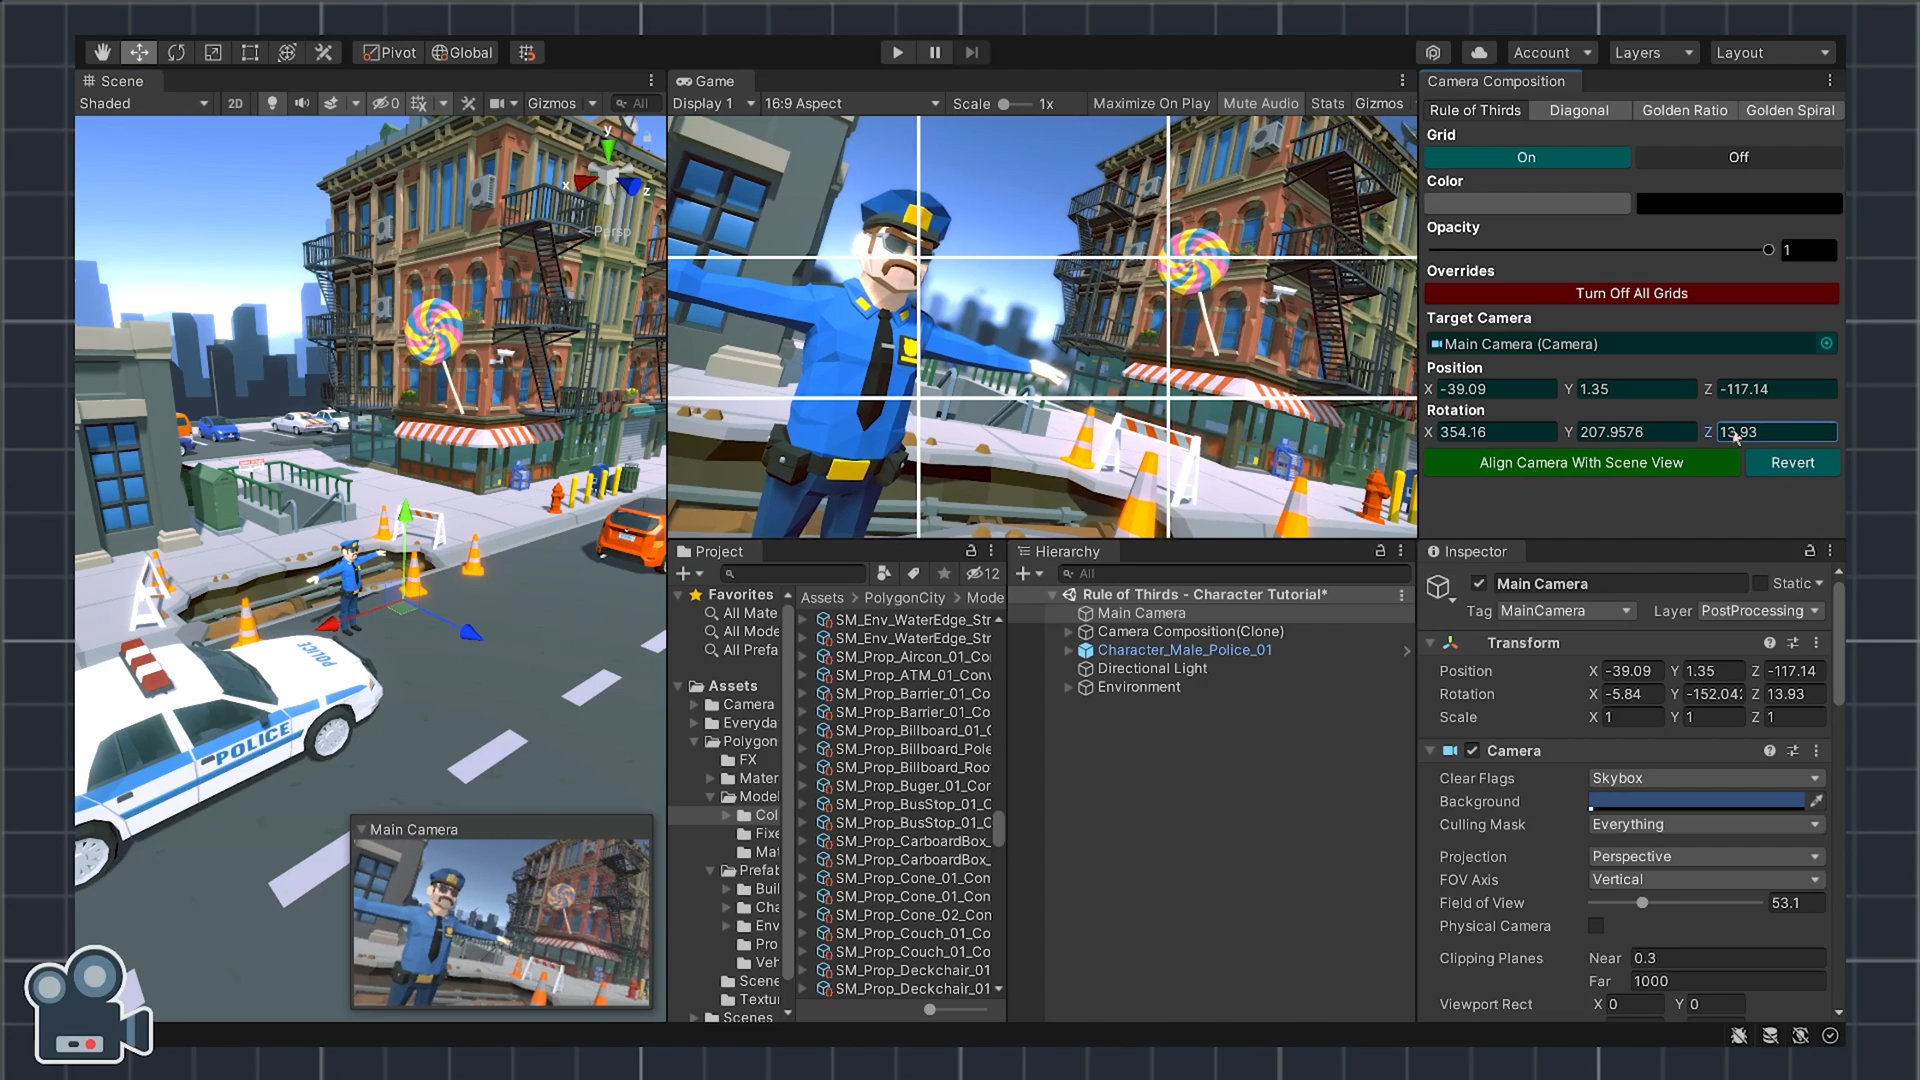 Pivot Global Account Layers Layout
Scene
Shaded 2D 0 Gizmos All
Game
Display 1 16:9 Aspect Scale 1x Maximize On Play Mute Audio Stats Gizmos
y
x z
Persp
POLICE
POLICE
Main Camera
Camera Composition
Rule of Thirds Diagonal Golden Ratio Golden Spiral
Grid
On Off
Color
Opacity
1
Overrides
Turn Off All Grids
Target Camera
Main Camera (Camera)
Position
X -39.09 Y 1.35 Z -117.14
Rotation
X 354.16 Y 207.9576 Z 13.93
Align Camera With Scene View Revert
Project
12
Favorites
All Mate
All Mode
All Prefa
Assets
Camera
Everyda
Polygon
FX
Mater
Model
Col
Fixe
Mat
Prefab
Buil
Cha
Env
Pro
Veh
Scene
Textur
Scenes
Assets > PolygonCity > Mode
SM_Env_WaterEdge_Str
SM_Env_WaterEdge_Str
SM_Prop_Aircon_01_Co
SM_Prop_ATM_01_Conv
SM_Prop_Barrier_01_Co
SM_Prop_Barrier_01_Co
SM_Prop_Billboard_01_C
SM_Prop_Billboard_Pole
SM_Prop_Billboard_Roo
SM_Prop_Buger_01_Cor
SM_Prop_BusStop_01_C
SM_Prop_BusStop_01_C
SM_Prop_CarboardBox_
SM_Prop_CarboardBox_
SM_Prop_Cone_01_Con
SM_Prop_Cone_01_Con
SM_Prop_Cone_02_Con
SM_Prop_Couch_01_Co
SM_Prop_Couch_01_Co
SM_Prop_Deckchair_01
SM_Prop_Deckchair_01
Hierarchy
All
Rule of Thirds - Character Tutorial*
Main Camera
Camera Composition(Clone)
Character_Male_Police_01
Directional Light
Environment
Inspector
Main Camera Static
Tag MainCamera Layer PostProcessing
Transform
Position X -39.09 Y 1.35 Z -117.14
Rotation X -5.84 Y -152.042 Z 13.93
Scale X 1 Y 1 Z 1
Camera
Clear Flags Skybox
Background
Culling Mask Everything
Projection Perspective
FOV Axis Vertical
Field of View 53.1
Physical Camera
Clipping Planes Near 0.3
Far 1000
Viewport Rect X 0 Y 0